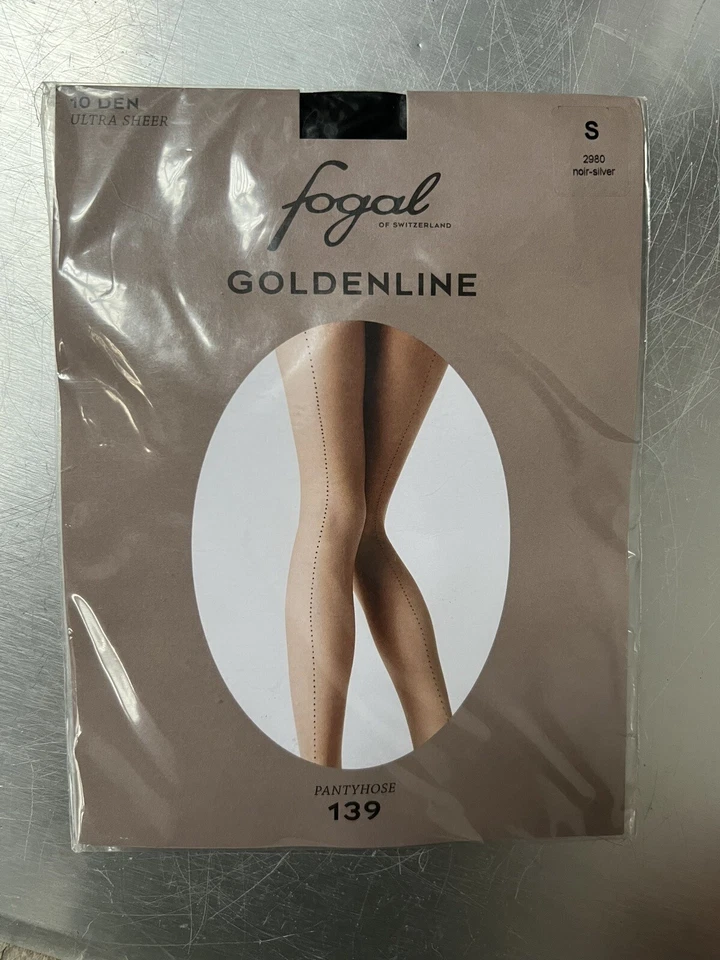 10 DEN
ULTRA SHEER
S
2980
noir-silver
fogal
OF SWITZERLAND
GOLDENLINE
PANTYHOSE
139